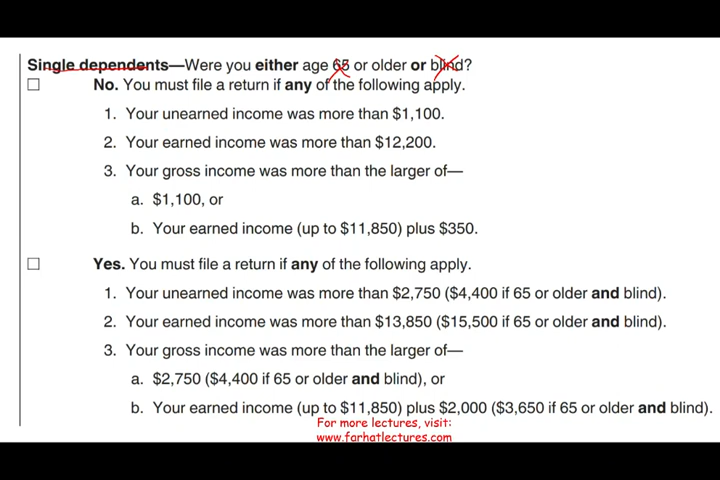 Single dependents—Were you either age 65 or older or blind?
No. You must file a return if any of the following apply.
1. Your unearned income was more than $1,100.
2. Your earned income was more than $12,200.
3. Your gross income was more than the larger of—
a. $1,100, or
b. Your earned income (up to $11,850) plus $350.
Yes. You must file a return if any of the following apply.
1. Your unearned income was more than $2,750 ($4,400 if 65 or older and blind).
2. Your earned income was more than $13,850 ($15,500 if 65 or older and blind).
3. Your gross income was more than the larger of—
a. $2,750 ($4,400 if 65 or older and blind), or
b. Your earned income (up to $11,850) plus $2,000 ($3,650 if 65 or older and blind).
For more lectures, visit:
www.farhatlectures.com